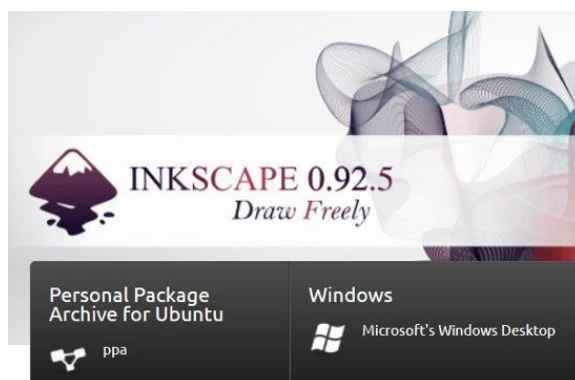 INKSCAPE 0.92.5
Draw Freely
Personal Package
Archive for Ubuntu
ppa
Windows
Microsoft's Windows Desktop